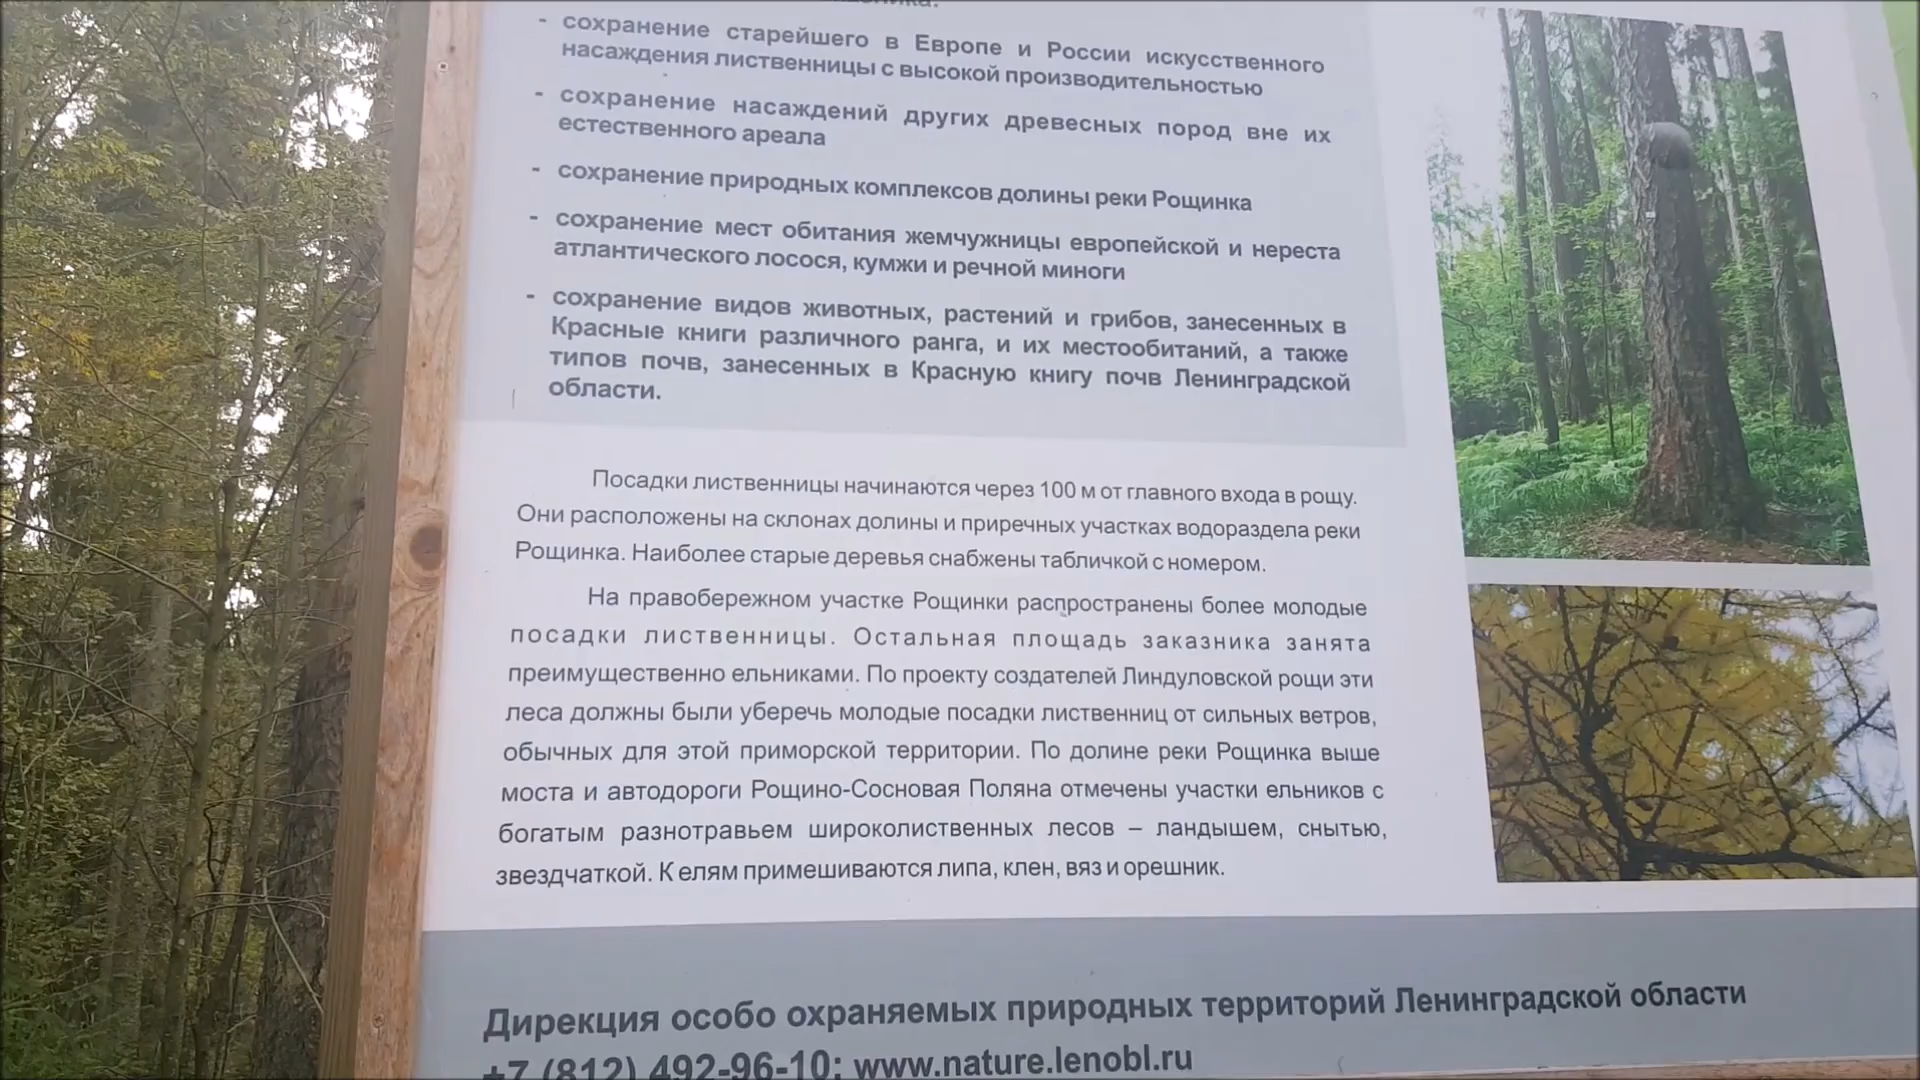 - сохранение старейшего в Европе и России искусственного
насаждения лиственницы с высокой производительностью
- сохранение насаждений других древесных пород вне их
естественного ареала
- сохранение природных комплексов долины реки Рощинка
- сохранение мест обитания жемчужницы европейской и нереста
атлантического лосося, кумжи и речной миноги
- сохранение видов животных, растений и грибов, занесенных в
Красные книги различного ранга, и их местообитаний, а также
типов почв, занесенных в Красную книгу почв Ленинградской
области.
Посадки лиственницы начинаются через 100 м от главного входа в рощу.
Они расположены на склонах долины и приречных участках водораздела реки
Рощинка. Наиболее старые деревья снабжены табличкой с номером.
На правобережном участке Рощинки распространены более молодые
посадки лиственницы. Остальная площадь заказника занята
преимущественно ельниками. По проекту создателей Линдуловской рощи эти
леса должны были уберечь молодые посадки лиственниц от сильных ветров,
обычных для этой приморской территории. По долине реки Рощинка выше
моста и автодороги Рощино-Сосновая Поляна отмечены участки ельников с
богатым разнотравьем широколиственных лесов – ландышем, снытью,
звездчаткой. К елям примешиваются липа, клен, вяз и орешник.
Дирекция особо охраняемых природных территорий Ленинградской области
+7 (812) 492-96-10; www.nature.lenobl.ru